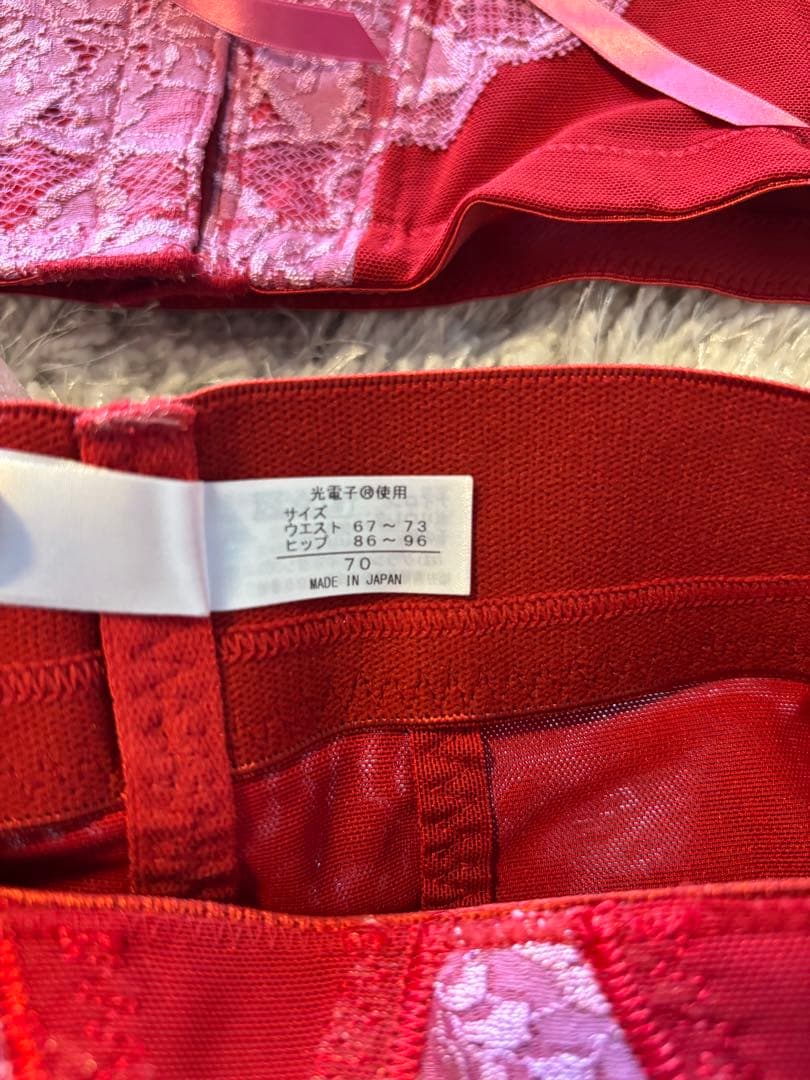 光電子®使用
サイズ
ウエスト 67～73
ヒップ 86～96
70
MADE IN JAPAN